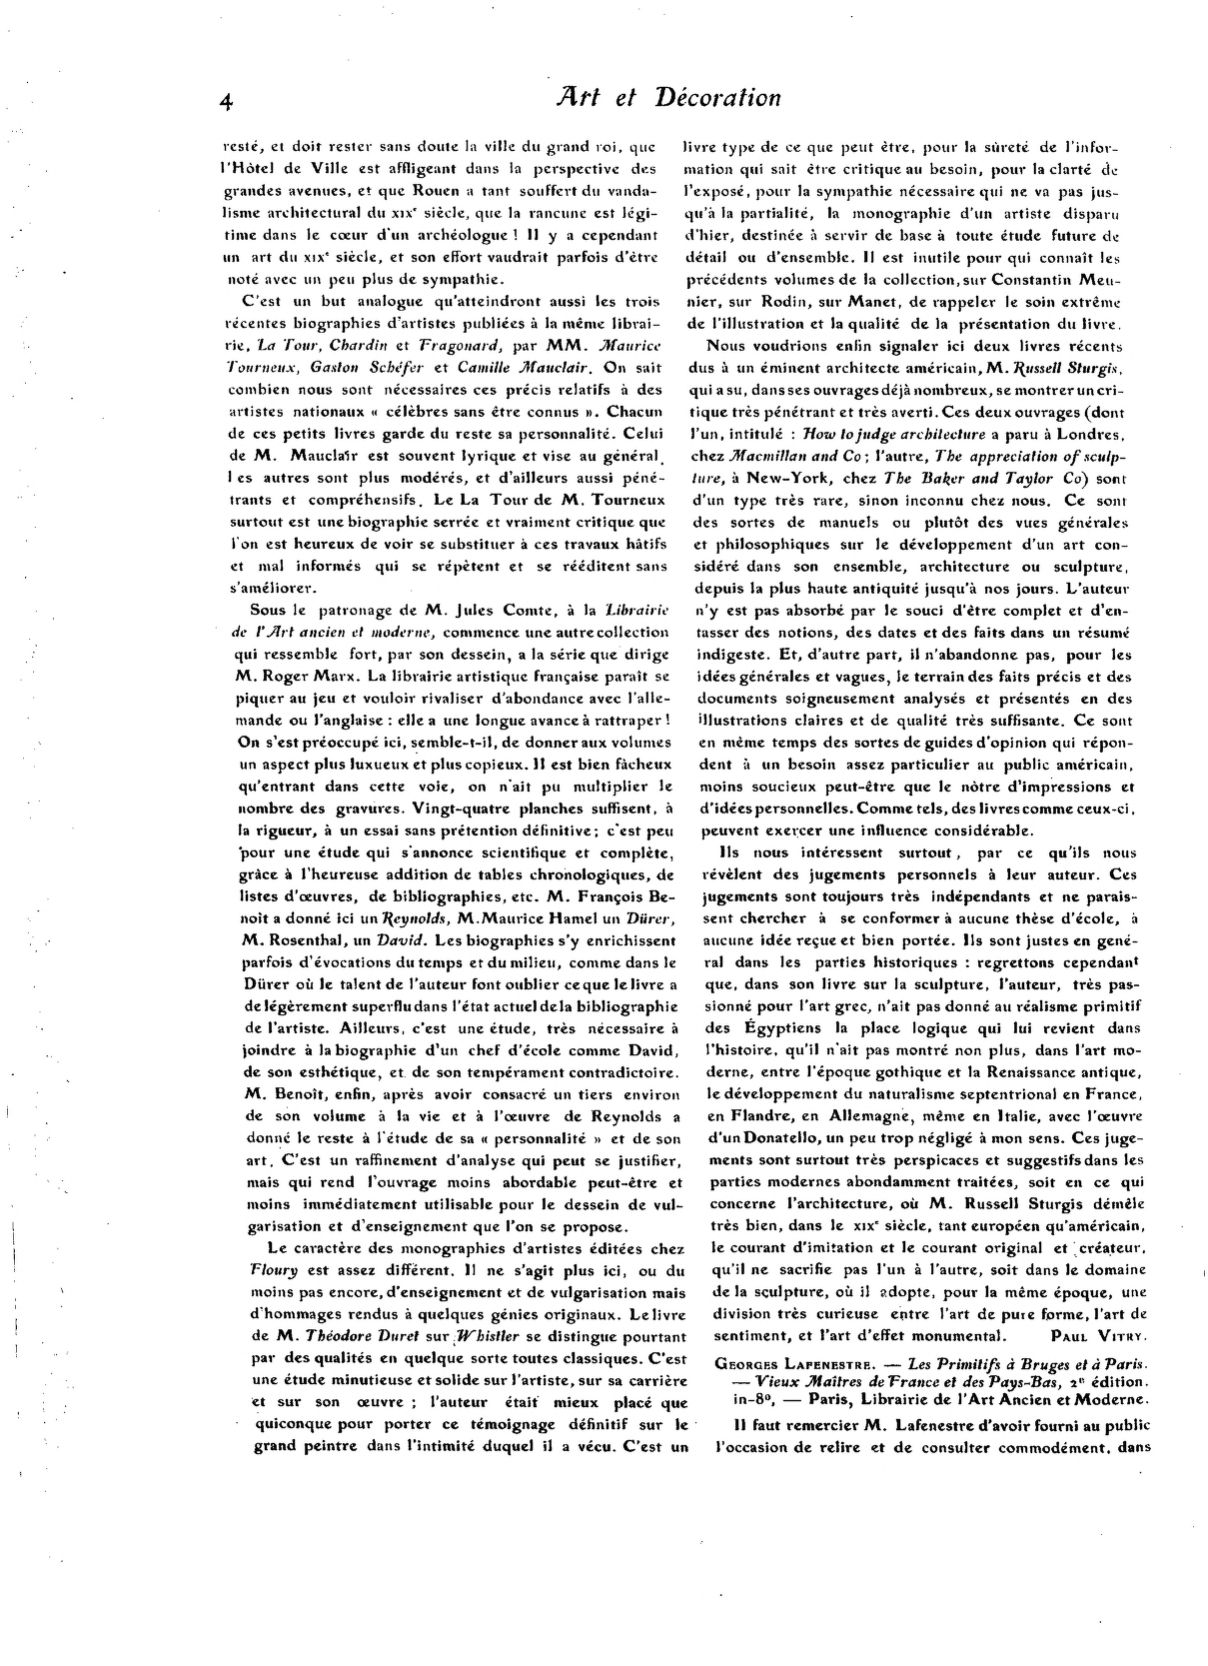 4
Art et Décoration
resté, et doit rester sans doute la ville du grand roi, que
l'Hôtel de Ville est affligeant dans la perspective des
grandes avenues, et que Rouen a tant souffert du vanda-
lisme architectural du XIXe siècle, que la rancune est légi-
time dans le cœur d'un archéologue ! Il y a cependant
un art du XIXe siècle, et son effort vaudrait parfois d'être
noté avec un peu plus de sympathie.
C'est un but analogue qu'atteindront aussi les trois
récentes biographies d'artistes publiées à la même librai-
rie, La Tour, Chardin et Fragonard, par MM. Maurice
Tourneux, Gaston Schéfer et Camille Mauclair. On sait
combien nous sont nécessaires ces précis relatifs à des
artistes nationaux « célèbres sans être connus ». Chacun
de ces petits livres garde du reste sa personnalité. Celui
de M. Mauclair est souvent lyrique et vise au général.
Les autres sont plus modérés, et d'ailleurs aussi péné-
trants et compréhensifs. Le La Tour de M. Tourneux
surtout est une biographie serrée et vraiment critique que
l'on est heureux de voir se substituer à ces travaux hâtifs
et mal informés qui se répètent et se rééditent sans
s'améliorer.
Sous le patronage de M. Jules Comte, à la Librairie
de l'Art ancien et moderne, commence une autre collection
qui ressemble fort, par son dessein, a la série que dirige
M. Roger Marx. La librairie artistique française paraît se
piquer au jeu et vouloir rivaliser d'abondance avec l'alle-
mande ou l'anglaise : elle a une longue avance à rattraper !
On s'est préoccupé ici, semble-t-il, de donner aux volumes
un aspect plus luxueux et plus copieux. Il est bien fâcheux
qu'entrant dans cette voie, on n'ait pu multiplier le
nombre des gravures. Vingt-quatre planches suffisent, à
la rigueur, à un essai sans prétention définitive ; c'est peu
pour une étude qui s'annonce scientifique et complète,
grâce à l'heureuse addition de tables chronologiques, de
listes d'œuvres, de bibliographies, etc. M. François Be-
noit a donné ici un Reynolds, M. Maurice Hamel un Dürer,
M. Rosenthal, un David. Les biographies s'y enrichissent
parfois d'évocations du temps et du milieu, comme dans le
Dürer où le talent de l'auteur font oublier ce que le livre a
de légèrement superflu dans l'état actuel de la bibliographie
de l'artiste. Ailleurs, c'est une étude, très nécessaire à
joindre à la biographie d'un chef d'école comme David,
de son esthétique, et de son tempérament contradictoire.
M. Benoît, enfin, après avoir consacré un tiers environ
de son volume à la vie et à l'œuvre de Reynolds a
donné le reste à l'étude de sa « personnalité » et de son
art. C'est un raffinement d'analyse qui peut se justifier,
mais qui rend l'ouvrage moins abordable peut-être et
moins immédiatement utilisable pour le dessein de vul-
garisation et d'enseignement que l'on se propose.
Le caractère des monographies d'artistes éditées chez
Floury est assez différent. Il ne s'agit plus ici, ou du
moins pas encore, d'enseignement et de vulgarisation mais
d'hommages rendus à quelques génies originaux. Le livre
de M. Théodore Duret sur Whistler se distingue pourtant
par des qualités en quelque sorte toutes classiques. C'est
une étude minutieuse et solide sur l'artiste, sur sa carrière
et sur son œuvre ; l'auteur était mieux placé que
quiconque pour porter ce témoignage définitif sur le
grand peintre dans l'intimité duquel il a vécu. C'est un
livre type de ce que peut être, pour la sûreté de l'infor-
mation qui sait être critique au besoin, pour la clarté de
l'exposé, pour la sympathie nécessaire qui ne va pas jus-
qu'à la partialité, la monographie d'un artiste disparu
d'hier, destinée à servir de base à toute étude future de
détail ou d'ensemble. Il est inutile pour qui connaît les
précédents volumes de la collection, sur Constantin Meu-
nier, sur Rodin, sur Manet, de rappeler le soin extrême
de l'illustration et la qualité de la présentation du livre.
Nous voudrions enfin signaler ici deux livres récents
dus à un éminent architecte américain, M. Russell Sturgis,
qui a su, dans ses ouvrages déjà nombreux, se montrer un cri-
tique très pénétrant et très averti. Ces deux ouvrages (dont
l'un, intitulé : How to judge architecture a paru à Londres,
chez Macmillan and Co ; l'autre, The appreciation of sculp-
ture, à New-York, chez The Baker and Taylor Co) sont
d'un type très rare, sinon inconnu chez nous. Ce sont
des sortes de manuels ou plutôt des vues générales
et philosophiques sur le développement d'un art con-
sidéré dans son ensemble, architecture ou sculpture,
depuis la plus haute antiquité jusqu'à nos jours. L'auteur
n'y est pas absorbé par le souci d'être complet et d'en-
tasser des notions, des dates et des faits dans un résumé
indigeste. Et, d'autre part, il n'abandonne pas, pour les
idées générales et vagues, le terrain des faits précis et des
documents soigneusement analysés et présentés en des
illustrations claires et de qualité très suffisante. Ce sont
en même temps des sortes de guides d'opinion qui répon-
dent à un besoin assez particulier au public américain,
moins soucieux peut-être que le nôtre d'impressions et
d'idées personnelles. Comme tels, des livres comme ceux-ci,
peuvent exercer une influence considérable.
Ils nous intéressent surtout, par ce qu'ils nous
révèlent des jugements personnels à leur auteur. Ces
jugements sont toujours très indépendants et ne parais-
sent chercher à se conformer à aucune thèse d'école, à
aucune idée reçue et bien portée. Ils sont justes en géné-
ral dans les parties historiques : regrettons cependant
que, dans son livre sur la sculpture, l'auteur, très pas-
sionné pour l'art grec, n'ait pas donné au réalisme primitif
des Égyptiens la place logique qui lui revient dans
l'histoire, qu'il n'ait pas montré non plus, dans l'art mo-
derne, entre l'époque gothique et la Renaissance antique,
le développement du naturalisme septentrional en France,
en Flandre, en Allemagne, même en Italie, avec l'œuvre
d'un Donatello, un peu trop négligé à mon sens. Ces juge-
ments sont surtout très perspicaces et suggestifs dans les
parties modernes abondamment traitées, soit en ce qui
concerne l'architecture, où M. Russell Sturgis démêle
très bien, dans le XIXe siècle, tant européen qu'américain,
le courant d'imitation et le courant original et créateur,
qu'il ne sacrifie pas l'un à l'autre, soit dans le domaine
de la sculpture, où il adopte, pour la même époque, une
division très curieuse entre l'art de pure forme, l'art de
sentiment, et l'art d'effet monumental. PAUL VITRY.
GEORGES LAFENESTRE. — Les Primitifs à Bruges et à Paris.
— Vieux Maîtres de France et des Pays-Bas, 2e édition.
in-8º, — Paris, Librairie de l'Art Ancien et Moderne.
Il faut remercier M. Lafenestre d'avoir fourni au public
l'occasion de relire et de consulter commodément, dans